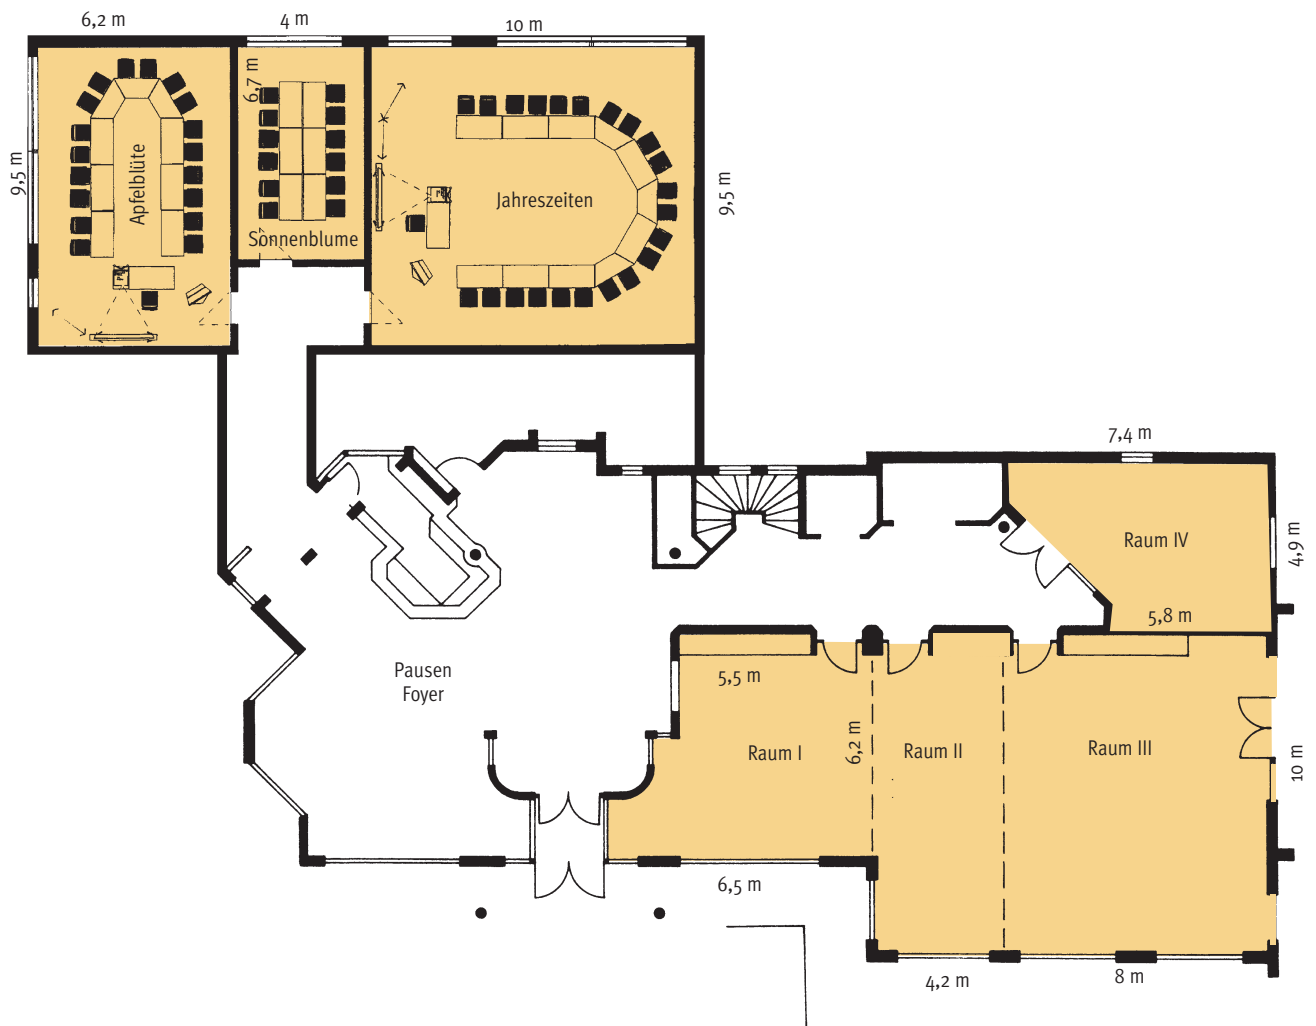 6,2 m
4 m
10 m
6,7 m
9,5 m
Apfelblüte
Sonnenblume
Jahreszeiten
9,5 m
7,4 m
Raum IV
4,9 m
5,8 m
Pausen
Foyer
5,5 m
Raum I
6,2 m
Raum II
Raum III
10 m
6,5 m
4,2 m
8 m